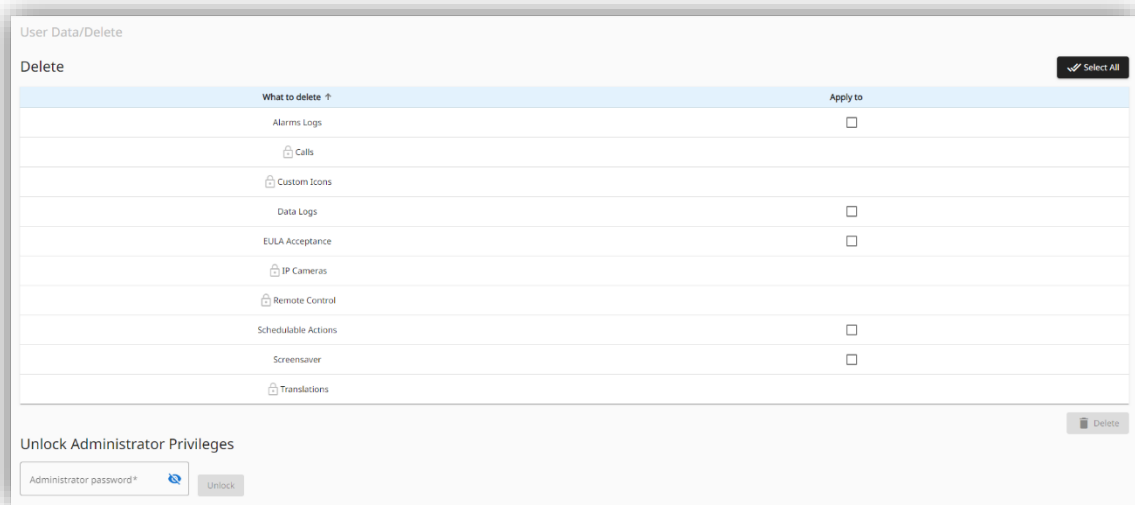 User Data/Delete
Delete
Select All
What to delete ↑ Apply to
Alarms Logs
Calls
Custom Icons
Data Logs
EULA Acceptance
IP Cameras
Remote Control
Schedulable Actions
Screensaver
Translations
Delete
Unlock Administrator Privileges
Administrator password*
Unlock